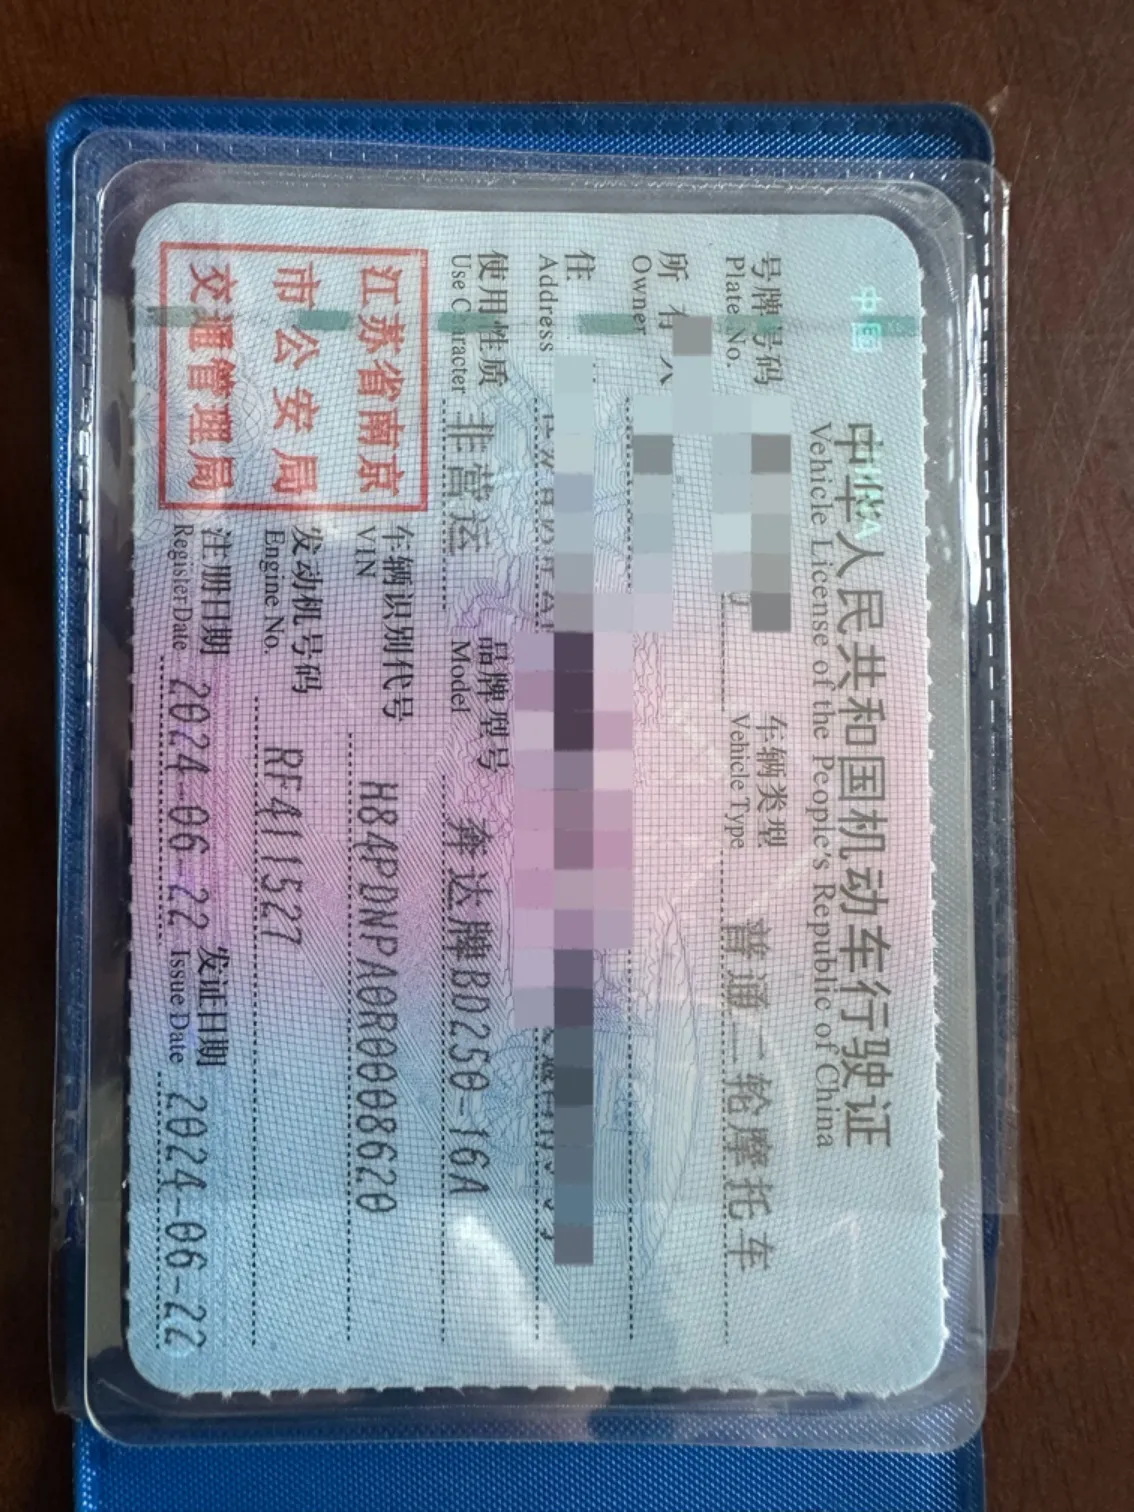 中华人民共和国机动车行驶证
Vehicle License of the People's Republic of China
号牌号码
Plate No.
车辆类型
Vehicle Type
普通二轮摩托车
所有人
Owner
住
Address
使用性质
Use Character
非营运
品牌型号
Model
奔达牌BD250-16A
江苏省南京
市公安局
交通管理局
车辆识别代号
VIN
H84PDNPA0R0008620
发动机号码
Engine No.
RF411527
注册日期
Register Date
2024-06-22
发证日期
Issue Date
2024-06-22
中国